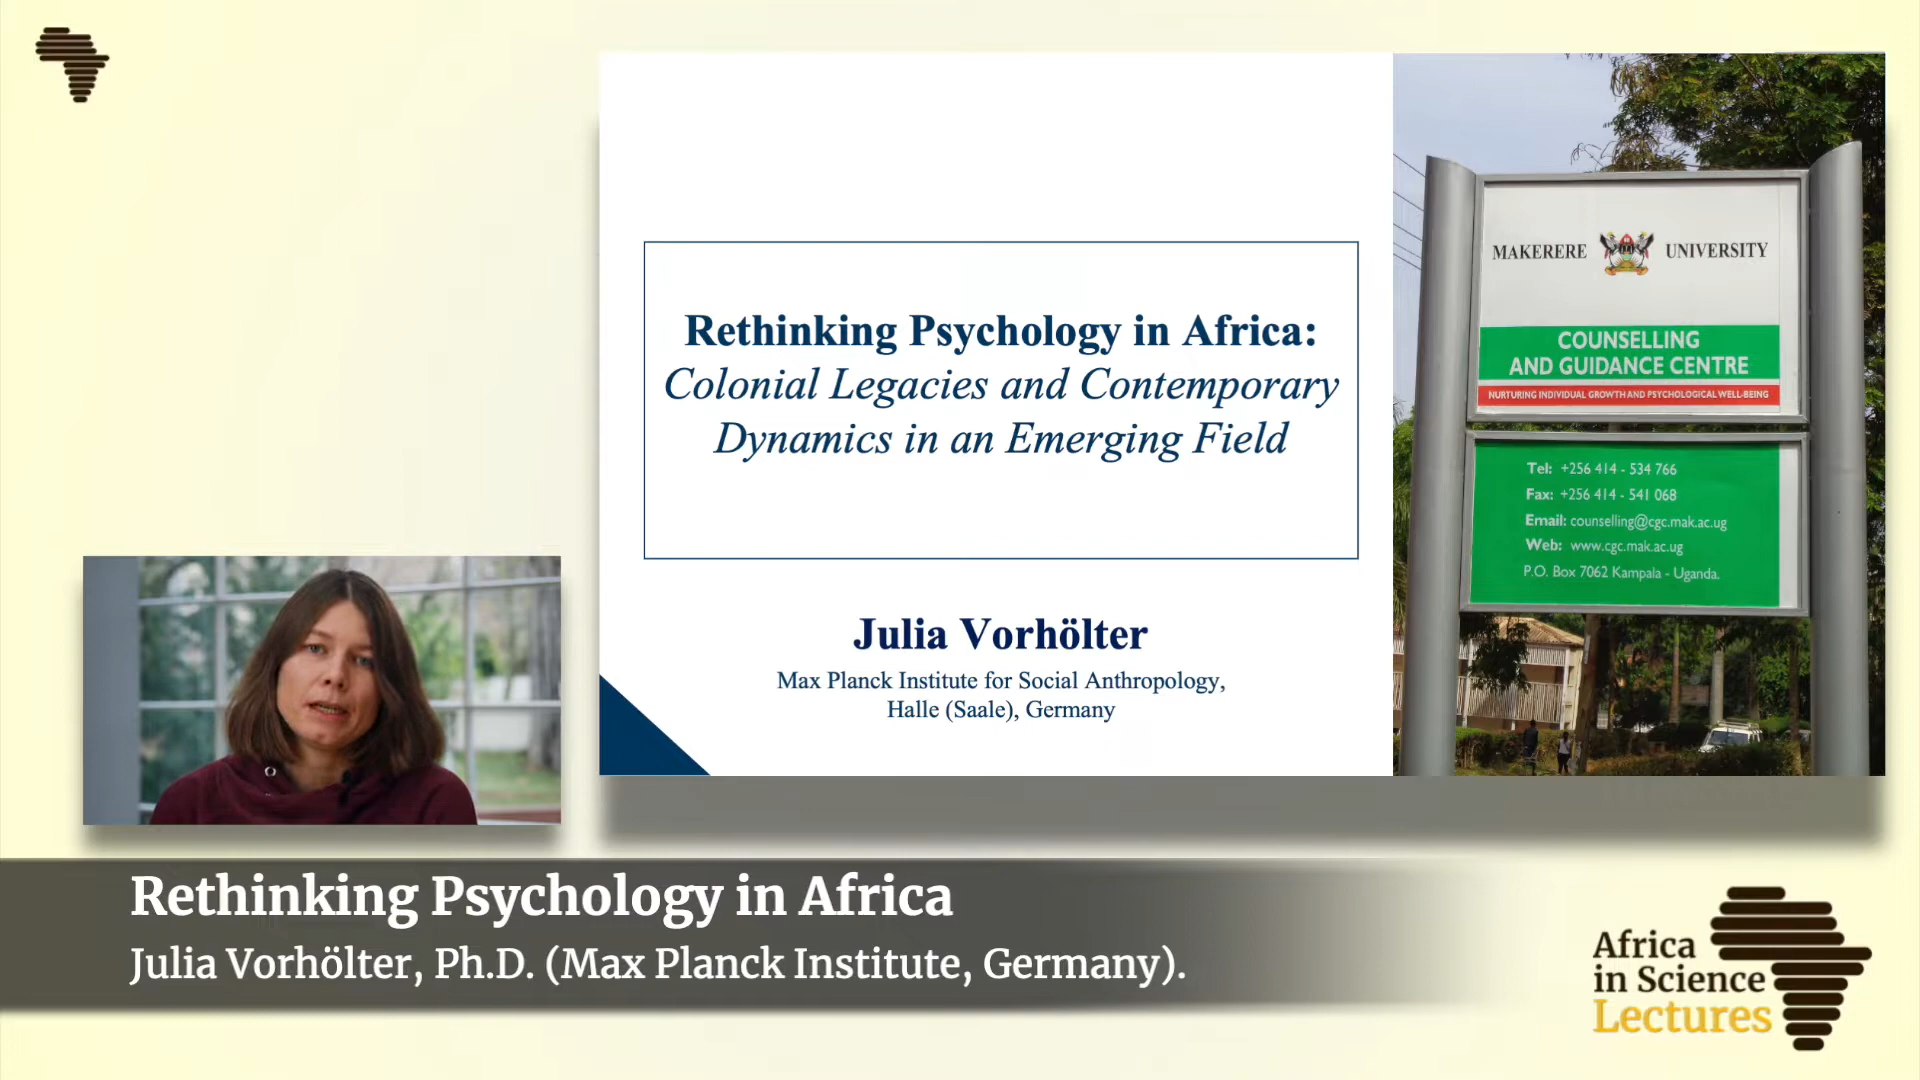 Rethinking Psychology in Africa:
Colonial Legacies and Contemporary
Dynamics in an Emerging Field
Julia Vorhölter
Max Planck Institute for Social Anthropology,
Halle (Saale), Germany
MAKERERE UNIVERSITY
COUNSELLING
AND GUIDANCE CENTRE
NURTURING INDIVIDUAL GROWTH AND PSYCHOLOGICAL WELL-BEING
Tel: +256 414 - 534 766
Fax: +256 414 - 541 068
Email: counselling@cgc.mak.ac.ug
Web: www.cgc.mak.ac.ug
P.O. Box 7062 Kampala - Uganda.
Rethinking Psychology in Africa
Julia Vorhölter, Ph.D. (Max Planck Institute, Germany).
Africa
in Science
Lectures